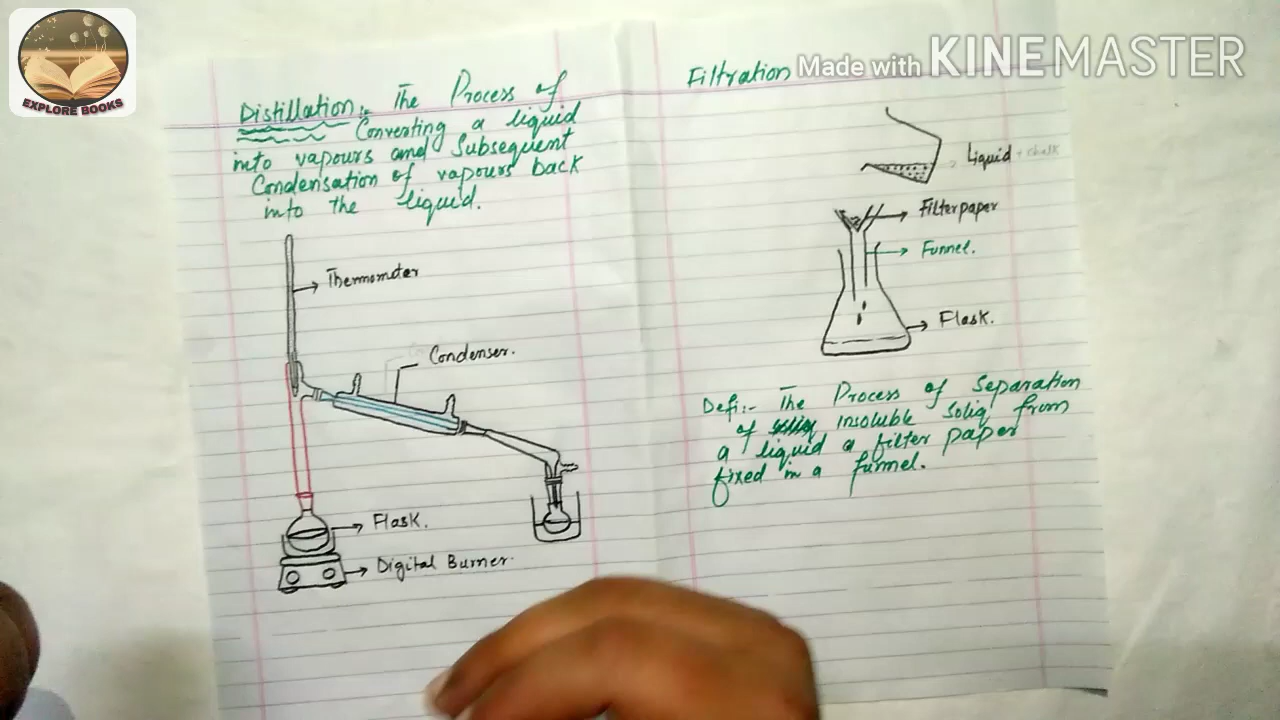 EXPLORE BOOKS
Made with KINEMASTER
Distillation:- The Process of
Converting a liquid
into vapours and Subsequent
Condensation of vapours back
into the liquid.
Thermometer
Condenser.
Flask.
Digital Burner.
Filtration
Liquid + chalk
Filterpaper
Funnel.
Flask.
Defi:- The Process of Separation
of insoluble Soliq from
a liquid a filter paper
fixed in a funnel.